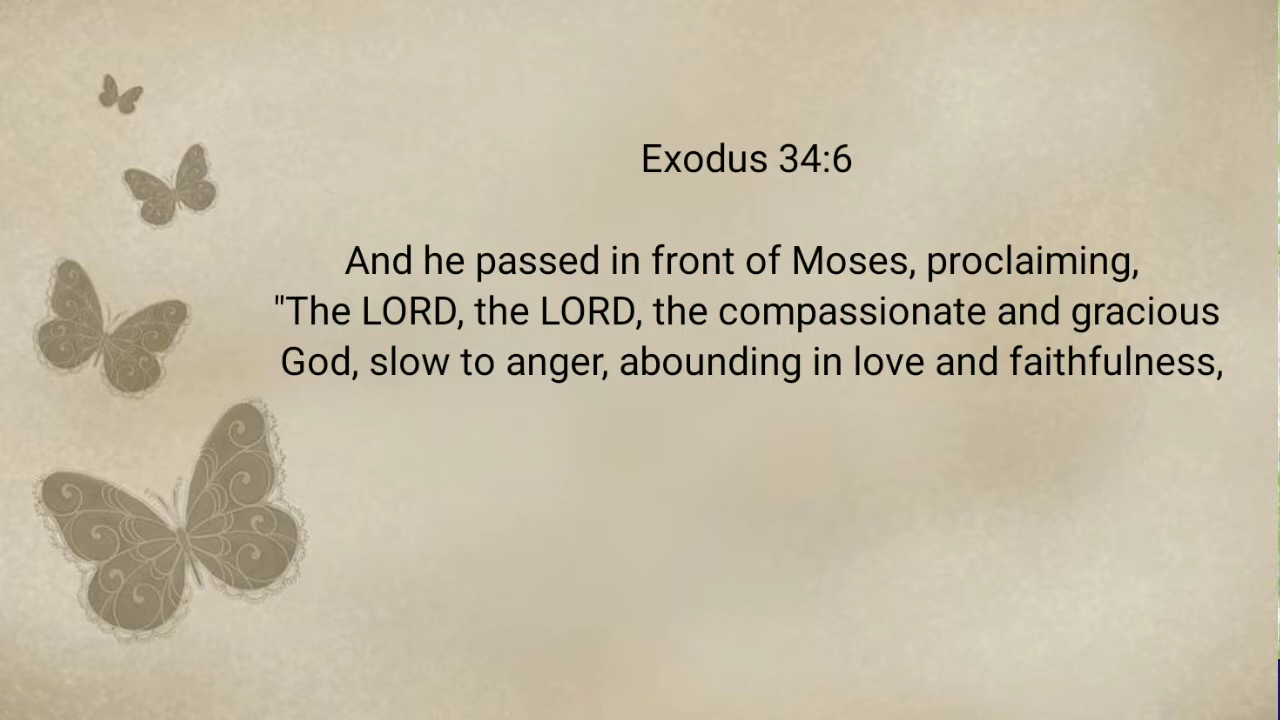 Exodus 34:6
And he passed in front of Moses, proclaiming,
"The LORD, the LORD, the compassionate and gracious
God, slow to anger, abounding in love and faithfulness,